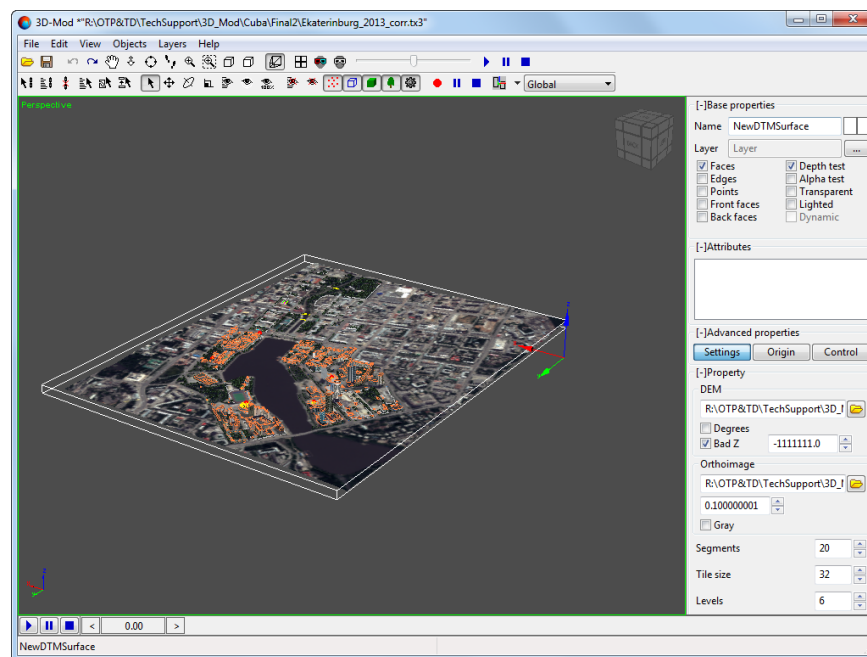 3D-Mod *"R:\OTP&TD\TechSupport\3D_Mod\Cuba\Final2\Ekaterinburg_2013_corr.tx3"
File Edit View Objects Layers Help
Global
Perspective
[-]Base properties
Name NewDTMSurface
Layer Layer ...
Faces Depth test
Edges Alpha test
Points Transparent
Front faces Lighted
Back faces Dynamic
[-]Attributes
[-]Advanced properties
Settings Origin Control
[-]Property
DEM
R:\OTP&TD\TechSupport\3D_
Degrees
Bad Z -1111111.0
Orthoimage
R:\OTP&TD\TechSupport\3D_
0.100000001
Gray
Segments 20
Tile size 32
Levels 6
< 0.00 >
NewDTMSurface